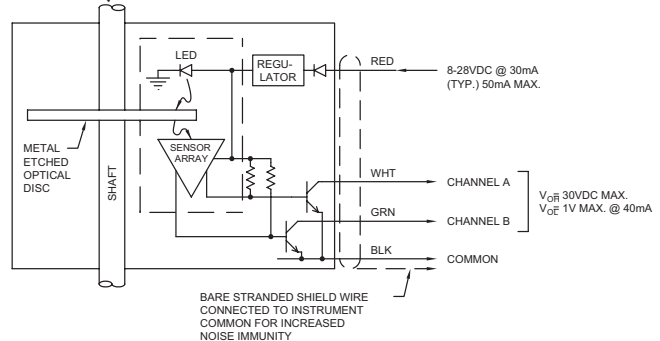 LED
REGU-
LATOR
RED
8-28VDC @ 30mA
(TYP.) 50mA MAX.
METAL
ETCHED
OPTICAL
DISC
SHAFT
SENSOR
ARRAY
WHT
CHANNEL A
GRN
CHANNEL B
VOH= 30VDC MAX.
VOL= 1V MAX. @ 40mA
BLK
COMMON
BARE STRANDED SHIELD WIRE
CONNECTED TO INSTRUMENT
COMMON FOR INCREASED
NOISE IMMUNITY